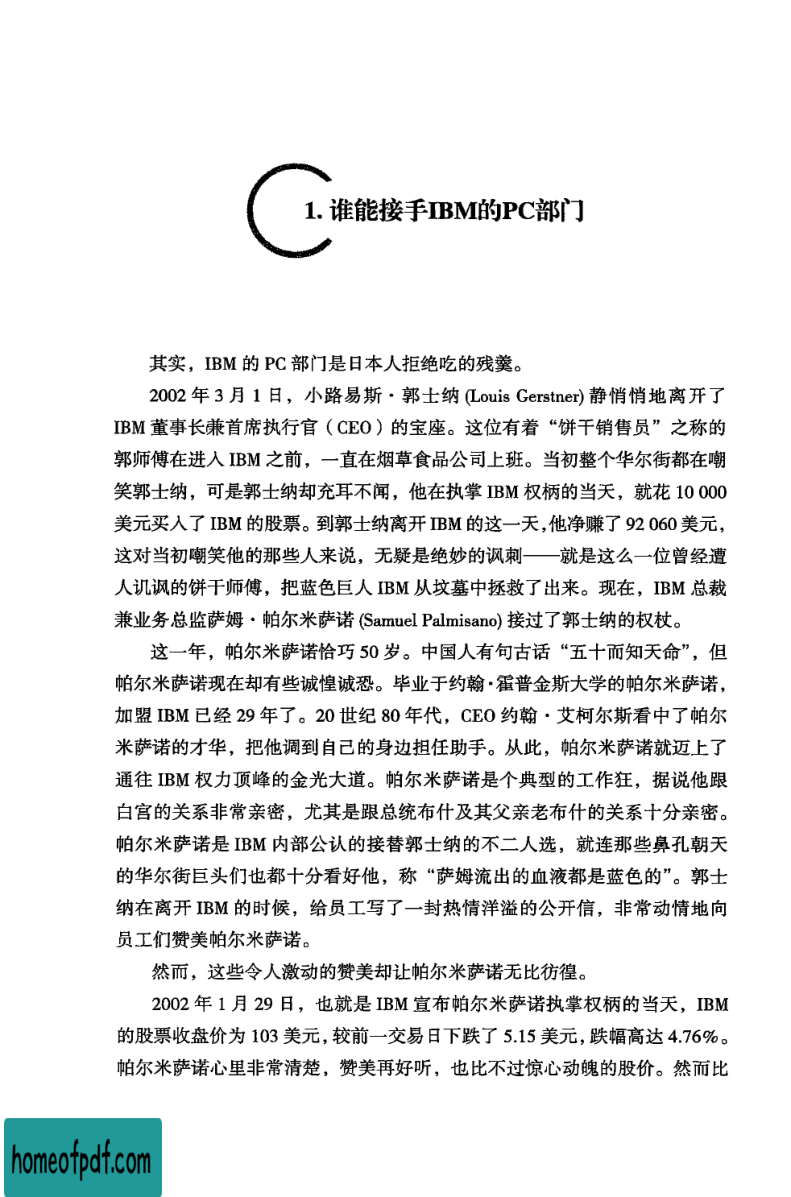 1. 谁能接手IBM的PC部门
其实，IBM 的 PC 部门是日本人拒绝吃的残羹。
2002 年 3 月 1 日，小路易斯·郭士纳 (Louis Gerstner) 静悄悄地离开了
IBM 董事长兼首席执行官（CEO）的宝座。这位有着“饼干销售员”之称的
郭师傅在进入 IBM 之前，一直在烟草食品公司上班。当初整个华尔街都在嘲
笑郭士纳，可是郭士纳却充耳不闻，他在执掌 IBM 权柄的当天，就花 10 000
美元买入了 IBM 的股票。到郭士纳离开 IBM 的这一天，他净赚了 92 060 美元，
这对当初嘲笑他的那些人来说，无疑是绝妙的讽刺——就是这么一位曾经遭
人讥讽的饼干师傅，把蓝色巨人 IBM 从坟墓中拯救了出来。现在，IBM 总裁
兼业务总监萨姆·帕尔米萨诺 (Samuel Palmisano) 接过了郭士纳的权杖。
这一年，帕尔米萨诺恰巧 50 岁。中国人有句古话“五十而知天命”，但
帕尔米萨诺现在却有些诚惶诚恐。毕业于约翰·霍普金斯大学的帕尔米萨诺，
加盟 IBM 已经 29 年了。20 世纪 80 年代，CEO 约翰·艾柯尔斯看中了帕尔
米萨诺的才华，把他调到自己的身边担任助手。从此，帕尔米萨诺就迈上了
通往 IBM 权力顶峰的金光大道。帕尔米萨诺是个典型的工作狂，据说他跟
白宫的关系非常亲密，尤其是跟总统布什及其父亲老布什的关系十分亲密。
帕尔米萨诺是 IBM 内部公认的接替郭士纳的不二人选，就连那些鼻孔朝天
的华尔街巨头们也都十分看好他，称“萨姆流出的血液都是蓝色的”。郭士
纳在离开 IBM 的时候，给员工写了一封热情洋溢的公开信，非常动情地向
员工们赞美帕尔米萨诺。
然而，这些令人激动的赞美却让帕尔米萨诺无比彷徨。
2002 年 1 月 29 日，也就是 IBM 宣布帕尔米萨诺执掌权柄的当天，IBM
的股票收盘价为 103 美元，较前一交易日下跌了 5.15 美元，跌幅高达 4.76%。
帕尔米萨诺心里非常清楚，赞美再好听，也比不过惊心动魄的股价。然而比
homeofpdf.com